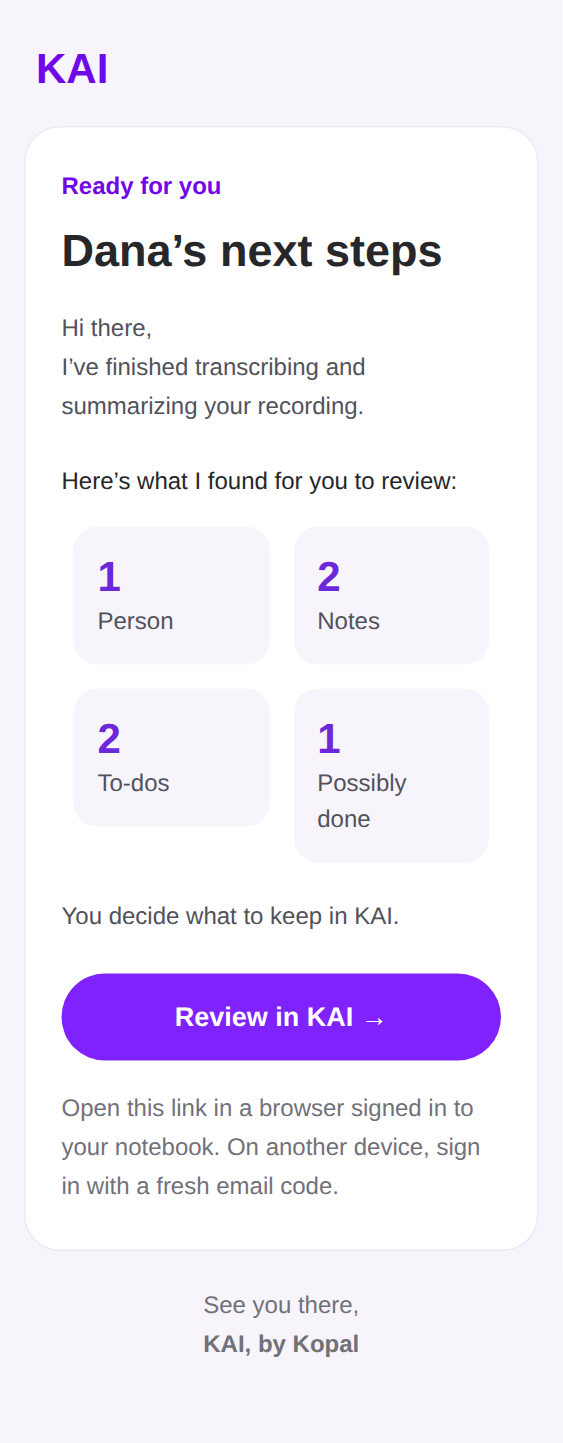 KAI
Ready for you
Dana’s next steps
Hi there,
I’ve finished transcribing and
summarizing your recording.
Here’s what I found for you to review:
1
Person
2
Notes
2
To-dos
1
Possibly
done
You decide what to keep in KAI.
Review in KAI →
Open this link in a browser signed in to
your notebook. On another device, sign
in with a fresh email code.
See you there,
KAI, by Kopal